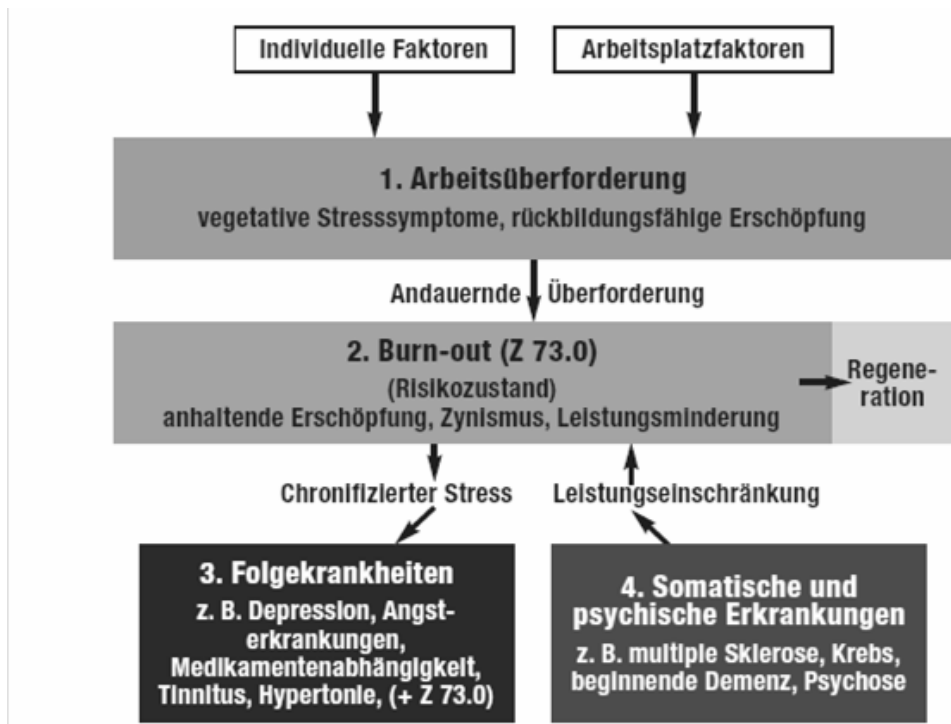 Individuelle Faktoren
Arbeitsplatzfaktoren
1. Arbeitsüberforderung
vegetative Stresssymptome, rückbildungsfähige Erschöpfung
Andauernde Überforderung
2. Burn-out (Z 73.0)
(Risikozustand)
anhaltende Erschöpfung, Zynismus, Leistungsminderung
Regene-
ration
Chronifizierter Stress
Leistungseinschränkung
3. Folgekrankheiten
z. B. Depression, Angst-
erkrankungen,
Medikamentenabhängigkeit,
Tinnitus, Hypertonie, (+ Z 73.0)
4. Somatische und
psychische Erkrankungen
z. B. multiple Sklerose, Krebs,
beginnende Demenz, Psychose